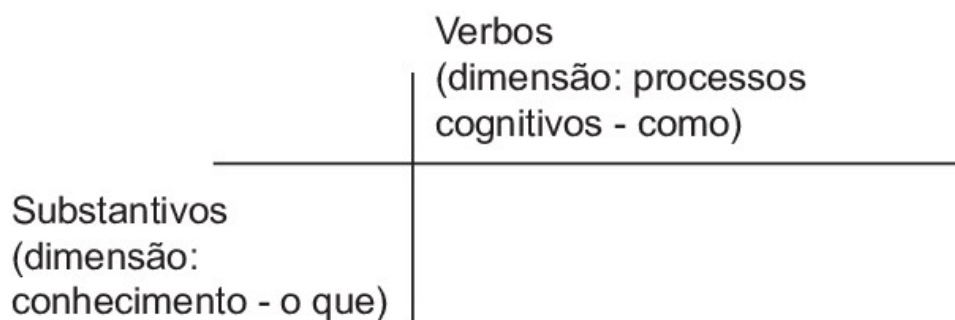 Verbos
(dimensão: processos
cognitivos - como)
Substantivos
(dimensão:
conhecimento - o que)